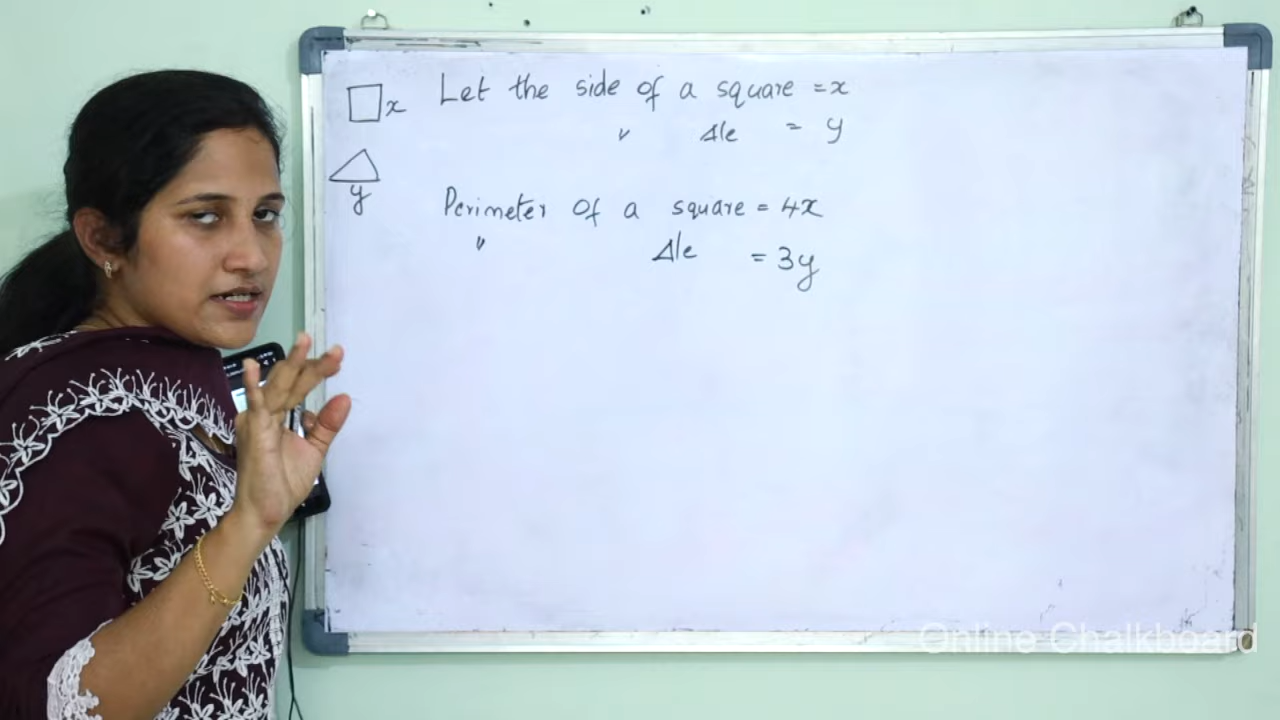 x
Let the side of a square = x
" Δle = y
y
Perimeter of a square = 4x
" Δle = 3y
Online Chalkboard